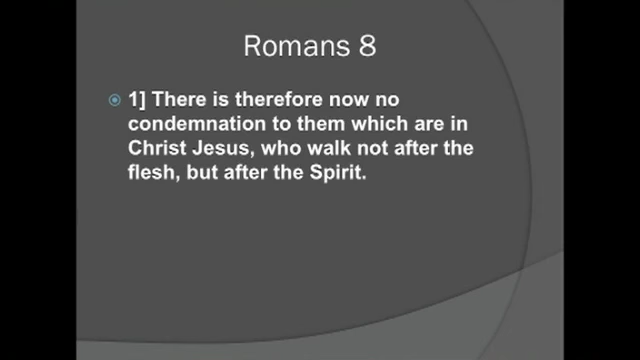 Romans 8
1] There is therefore now no
condemnation to them which are in
Christ Jesus, who walk not after the
flesh, but after the Spirit.